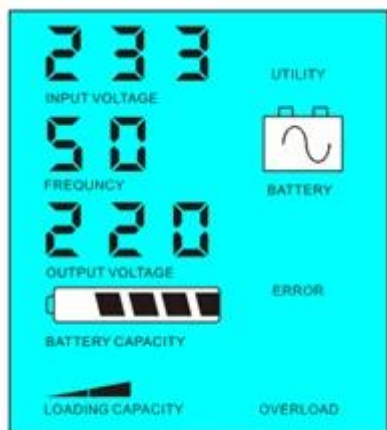 233
INPUT VOLTAGE
UTILITY
50
FREQUNCY
BATTERY
220
OUTPUT VOLTAGE
ERROR
BATTERY CAPACITY
LOADING CAPACITY
OVERLOAD